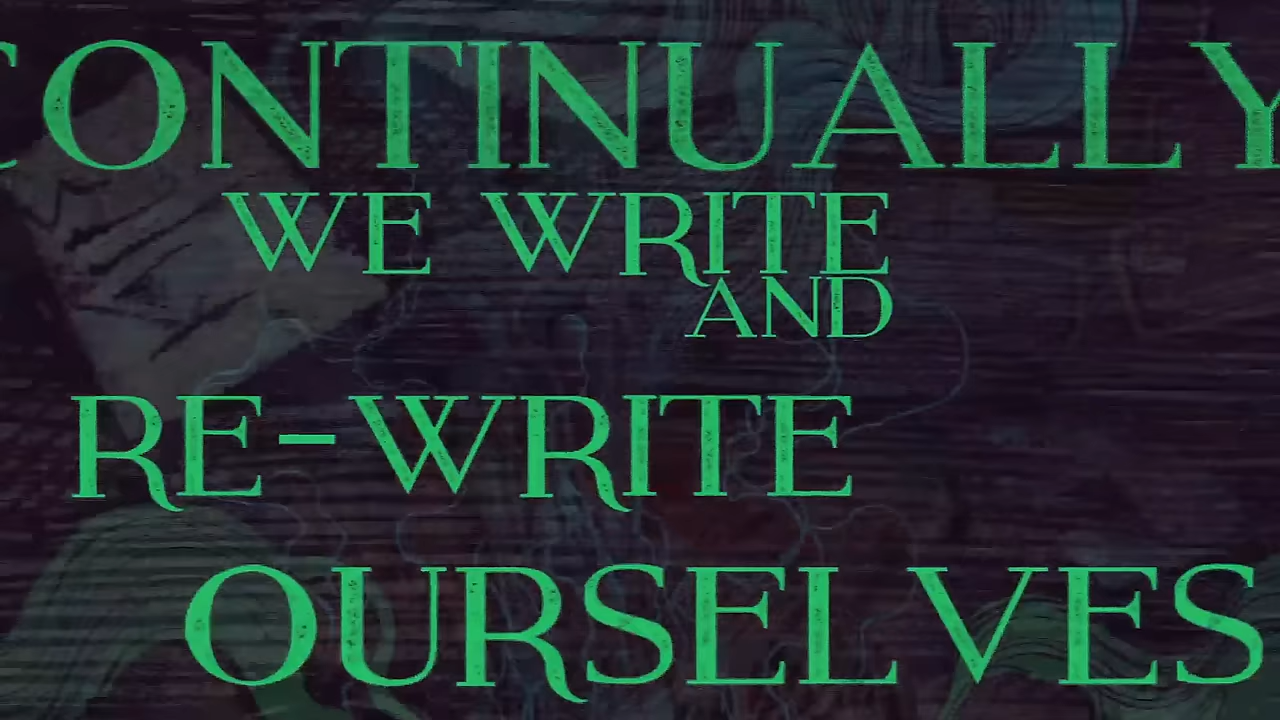 CONTINUALLY
WE WRITE
AND
RE-WRITE
OURSELVES